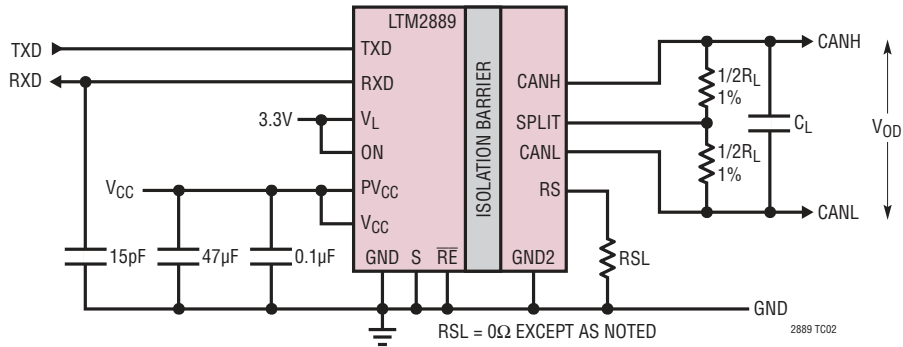 LTM2889
TXD
TXD
RXD
RXD
CANH
CANH
1/2RL
1%
3.3V
VL
ISOLATION BARRIER
SPLIT
CL
VOD
ON
CANL
1/2RL
1%
VCC
PVCC
RS
CANL
VCC
15pF
47µF
0.1µF
GND
S
RE
GND2
RSL
GND
RSL = 0Ω EXCEPT AS NOTED
2889 TC02